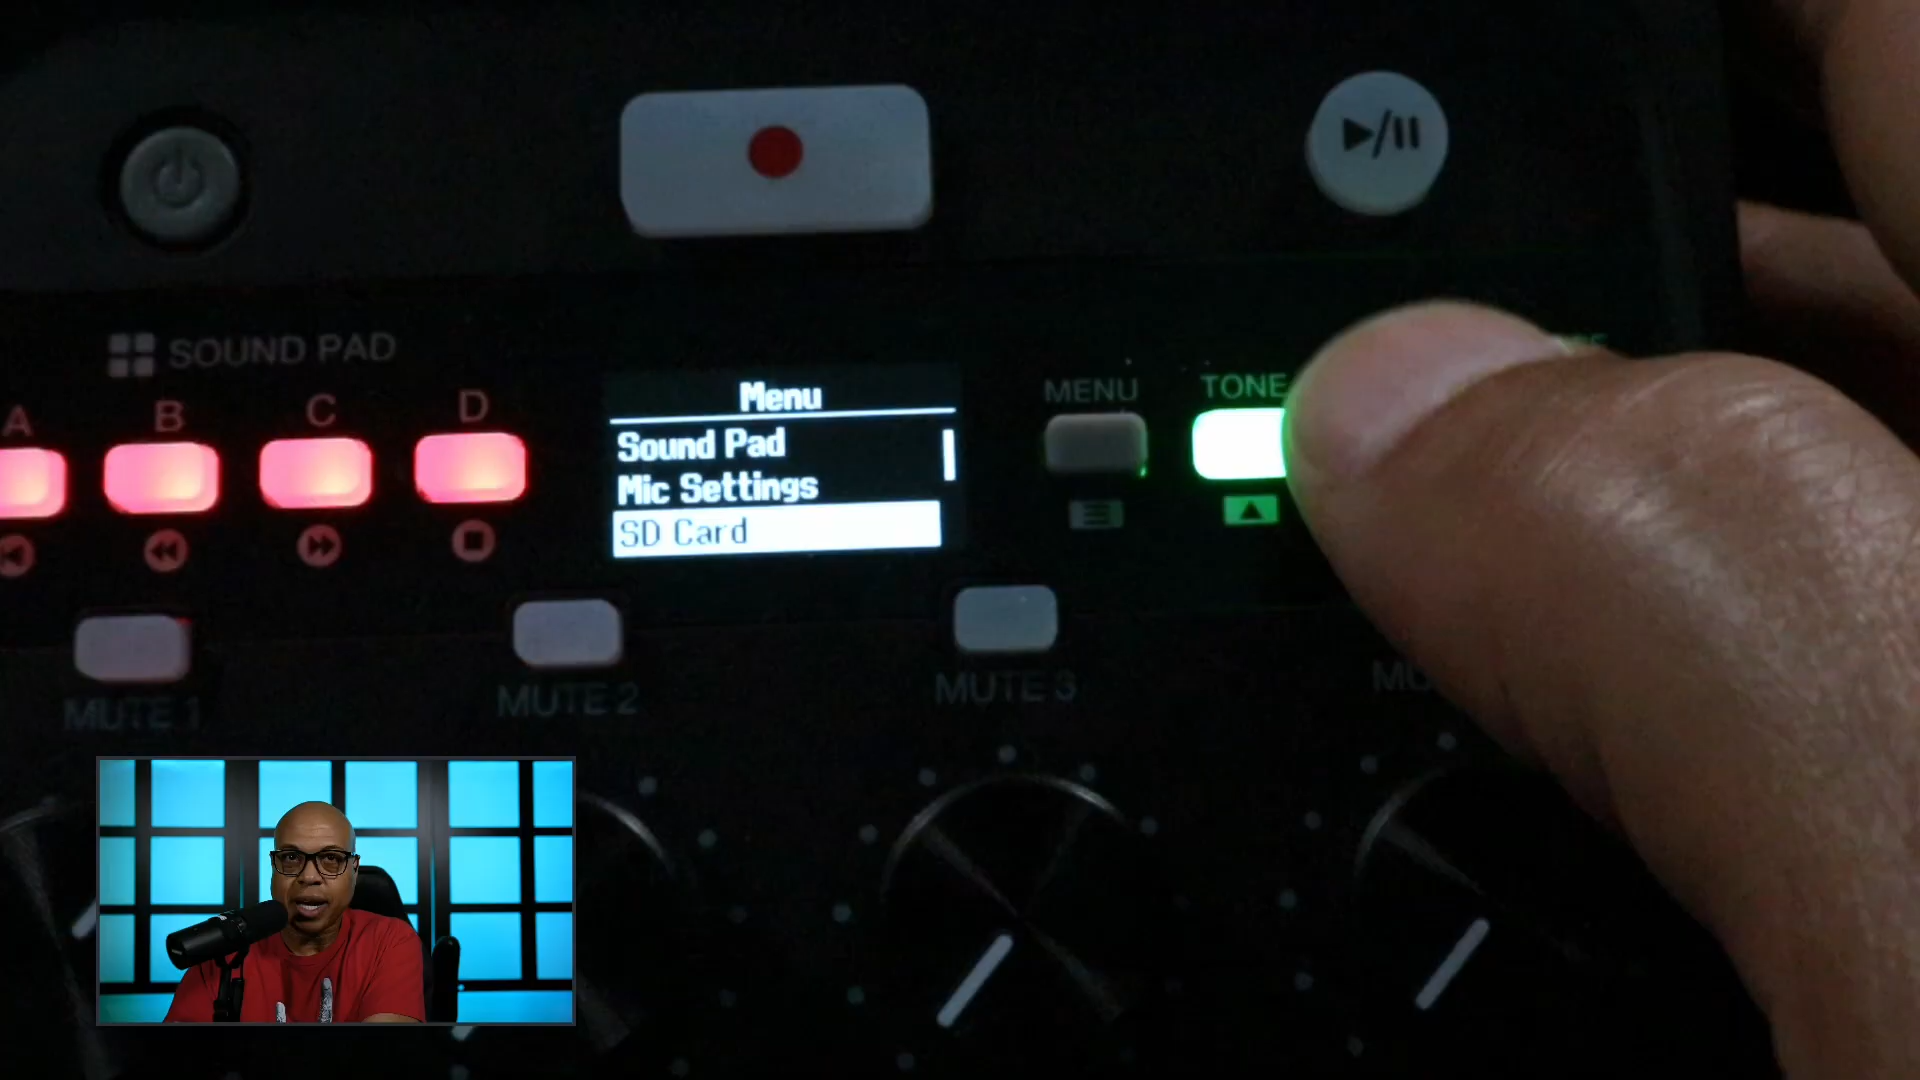 SOUND PAD
A B C D
Menu
Sound Pad
Mic Settings
SD Card
MENU TONE
MUTE 1 MUTE 2 MUTE 3